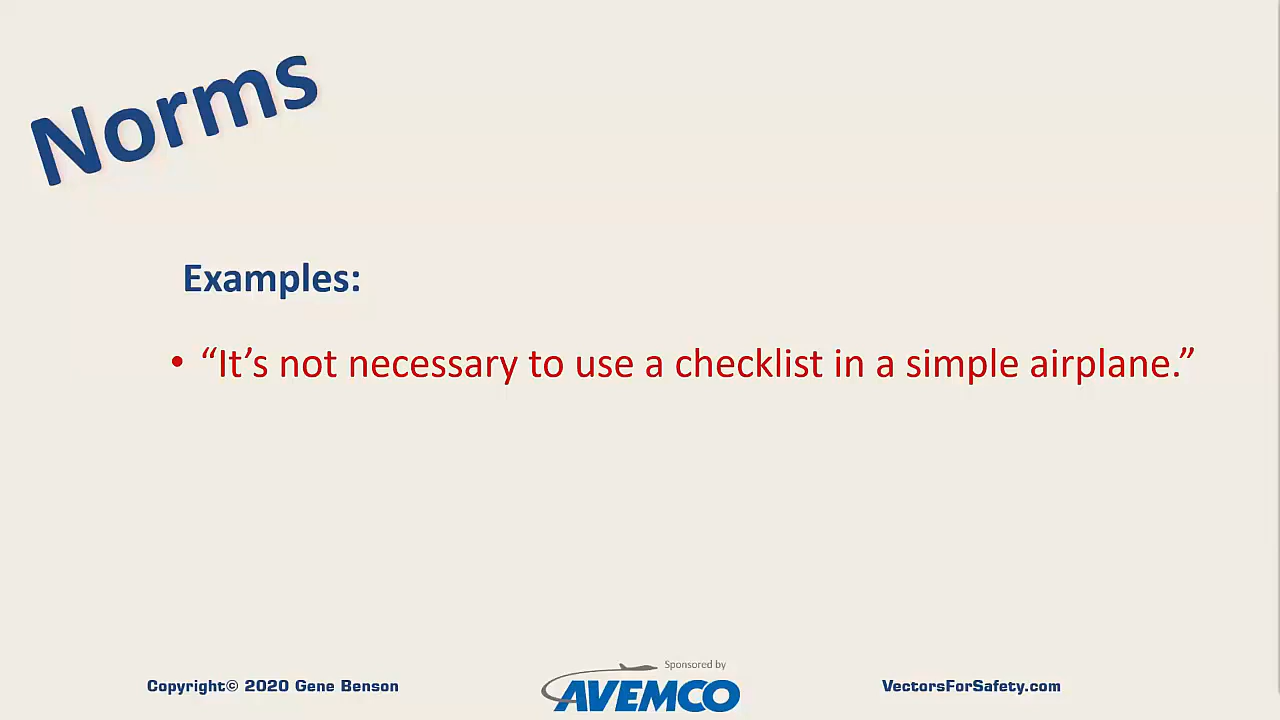 Norms
Examples:
• “It’s not necessary to use a checklist in a simple airplane.”
Sponsored by
AVEMCO
Copyright© 2020 Gene Benson
VectorsForSafety.com